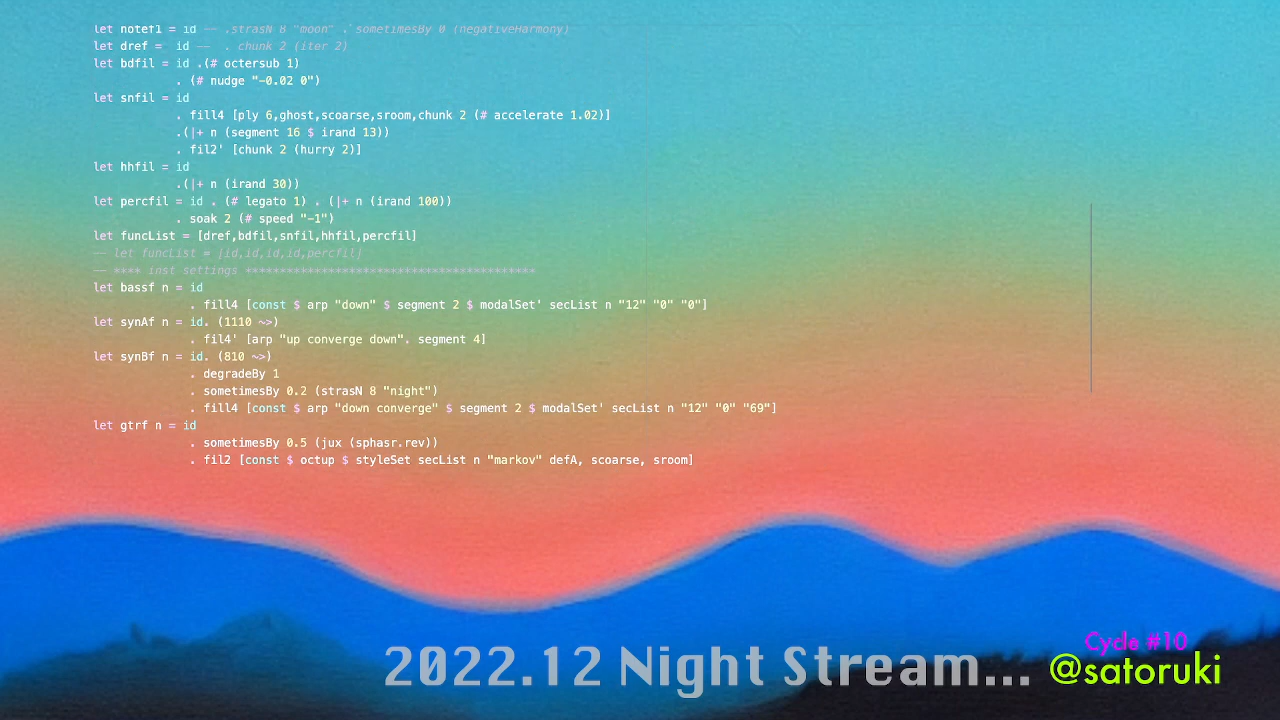 let notef1 = id -- .strasN 8 "moon" . sometimesBy 0 (negativeHarmony)
let dref =  id --  . chunk 2 (iter 2)
let bdfil = id .(# octersub 1)
. (# nudge "-0.02 0")
let snfil = id
. fill4 [ply 6,ghost,scoarse,sroom,chunk 2 (# accelerate 1.02)]
.(|+ n (segment 16 $ irand 13))
. fil2' [chunk 2 (hurry 2)]
let hhfil = id
.(|+ n (irand 30))
let percfil = id . (# legato 1) . (|+ n (irand 100))
. soak 2 (# speed "-1")
let funcList = [dref,bdfil,snfil,hhfil,percfil]
-- let funcList = [id,id,id,id,percfil]
-- **** inst settings ******************************************
let bassf n = id
. fill4 [const $ arp "down" $ segment 2 $ modalSet' secList n "12" "0" "0"]
let synAf n = id. (1110 ~>)
. fil4' [arp "up converge down". segment 4]
let synBf n = id. (810 ~>)
. degradeBy 1
. sometimesBy 0.2 (strasN 8 "night")
. fill4 [const $ arp "down converge" $ segment 2 $ modalSet' secList n "12" "0" "69"]
let gtrf n = id
. sometimesBy 0.5 (jux (sphasr.rev))
. fil2 [const $ octup $ styleSet secList n "markov" defA, scoarse, sroom]
2022.12 Night Stream...
Cycle #10
@satoruki